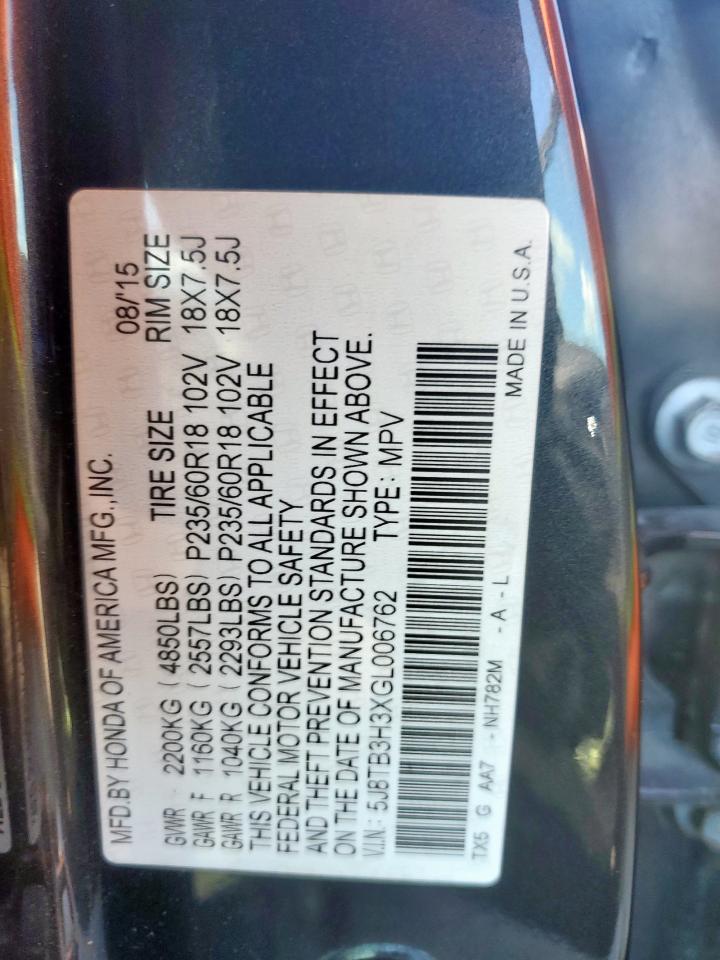 MFD.BY HONDA OF AMERICA MFG.,INC. 08/'15
GVWR 2200KG (4850LBS) TIRE SIZE RIM SIZE
GAWR F 1160KG (2557LBS) P235/60R18 102V 18X7.5J
GAWR R 1040KG (2293LBS) P235/60R18 102V 18X7.5J
THIS VEHICLE CONFORMS TO ALL APPLICABLE
FEDERAL MOTOR VEHICLE SAFETY
AND THEFT PREVENTION STANDARDS IN EFFECT
ON THE DATE OF MANUFACTURE SHOWN ABOVE.
V.I.N.: 5J8TB3H3XGL006762 TYPE: MPV
TX5 G AA7 - NH782M - A - L
MADE IN U.S.A.